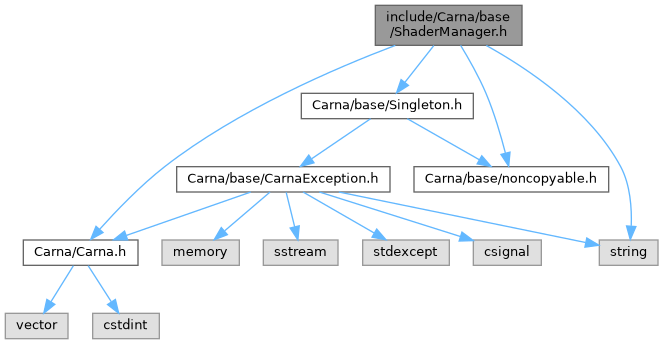 include/Carna/base
/ShaderManager.h
Carna/base/Singleton.h
Carna/base/CarnaException.h
Carna/base/noncopyable.h
Carna/Carna.h
memory
sstream
stdexcept
csignal
string
vector
cstdint